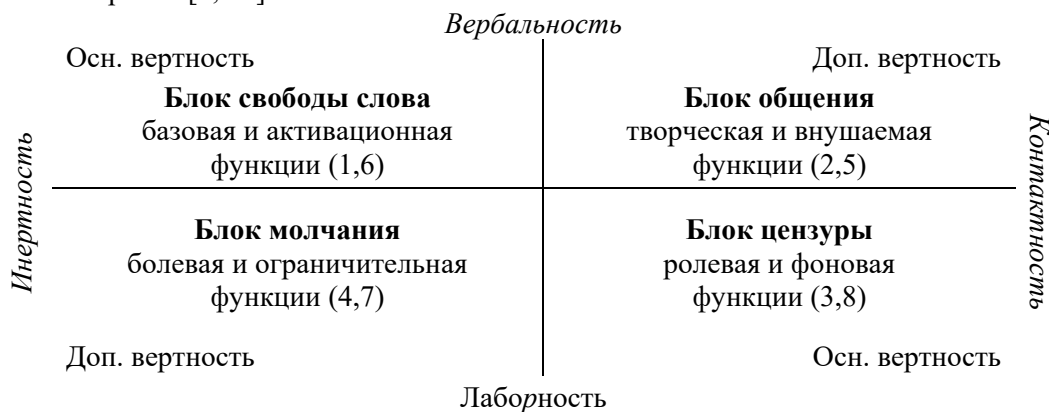 Вербальность
Осн. вертность
Доп. вертность
Блок свободы слова
базовая и активационная
функции (1,6)
Блок общения
творческая и внушаемая
функции (2,5)
Инертность
Контактность
Блок молчания
болевая и ограничительная
функции (4,7)
Блок цензуры
ролевая и фоновая
функции (3,8)
Доп. вертность
Осн. вертность
Лаборность